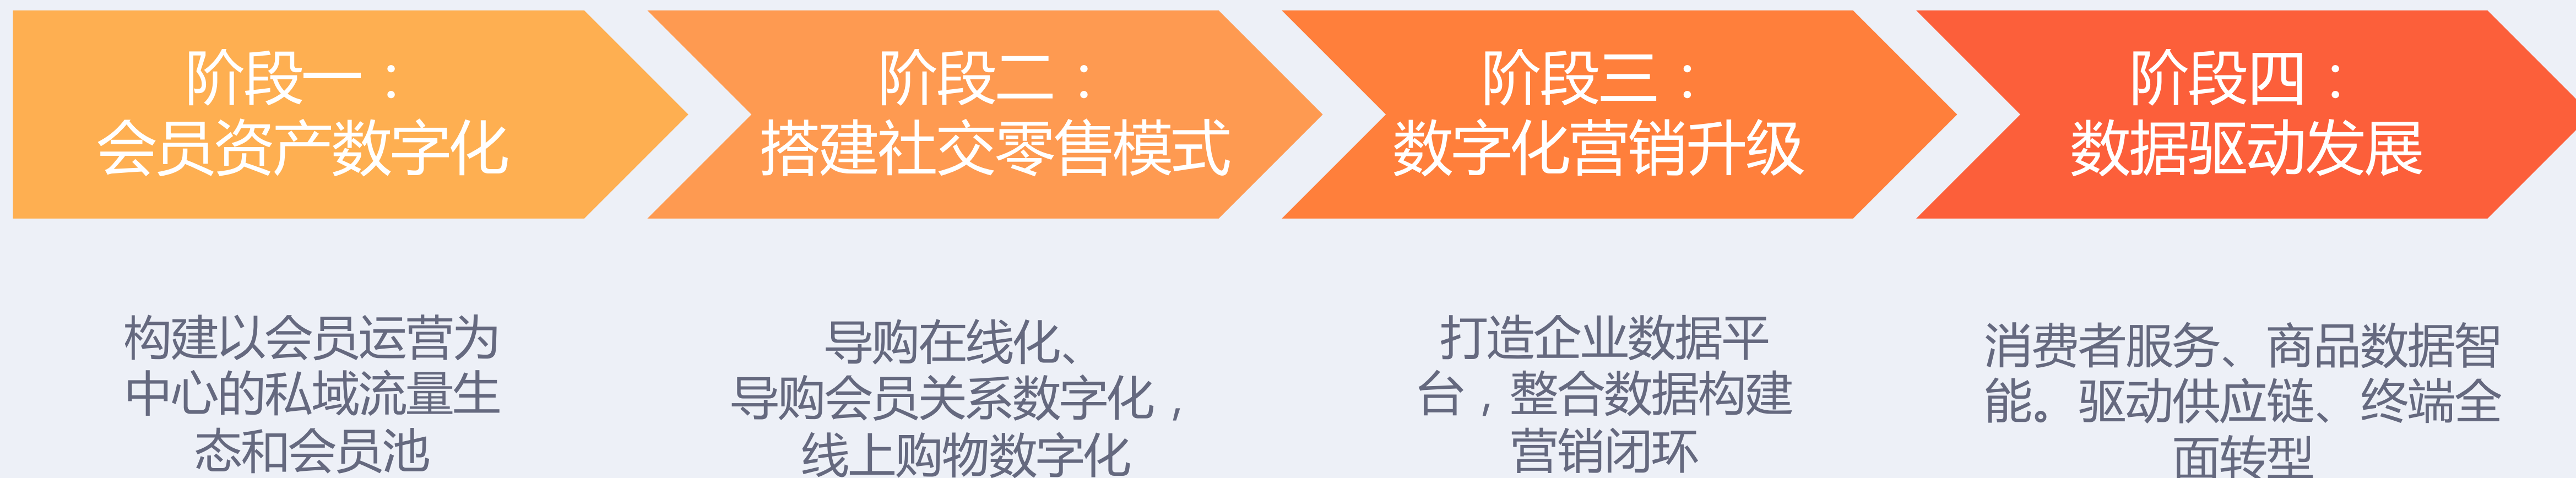 阶段一：
会员资产数字化
阶段二：
搭建社交零售模式
阶段三：
数字化营销升级
阶段四：
数据驱动发展
构建以会员运营为
中心的私域流量生
态和会员池
导购在线化、
导购会员关系数字化，
线上购物数字化
打造企业数据平
台，整合数据构建
营销闭环
消费者服务、商品数据智
能。驱动供应链、终端全
面转型